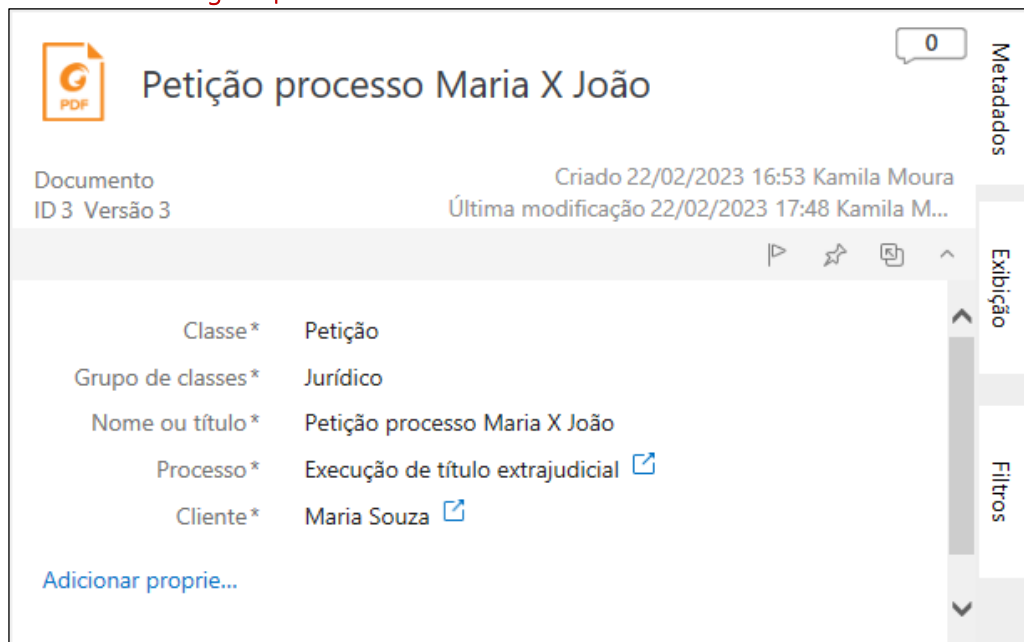 0
Petição processo Maria X João
PDF
Documento
Criado 22/02/2023 16:53 Kamila Moura
ID 3 Versão 3
Última modificação 22/02/2023 17:48 Kamila M...
Classe* Petição
Grupo de classes* Jurídico
Nome ou título* Petição processo Maria X João
Processo* Execução de título extrajudicial
Cliente* Maria Souza
Adicionar proprie...
Metadados
Exibição
Filtros